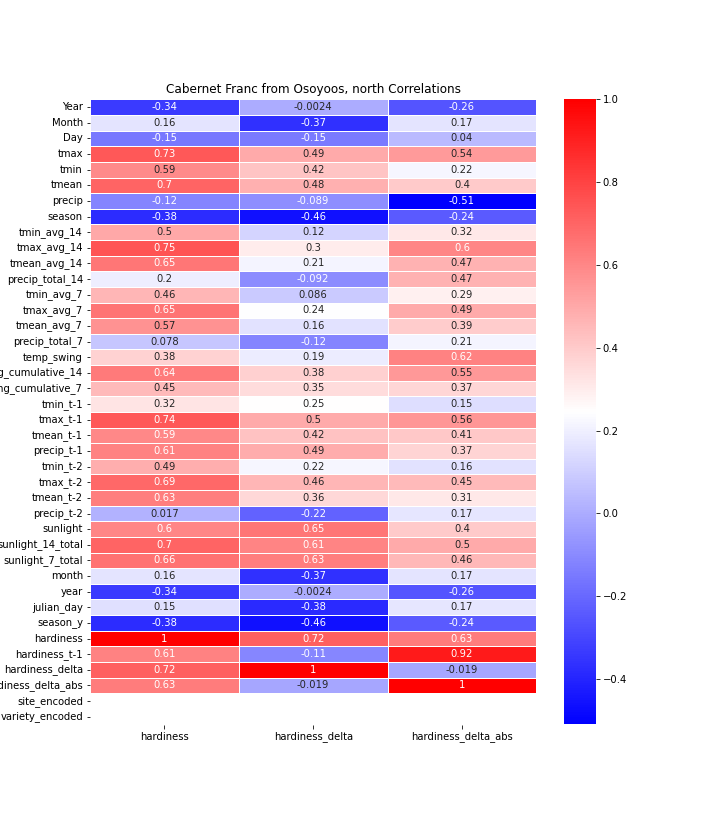 Cabernet Franc from Osoyoos, north Correlations
Year -0.34 -0.0024 -0.26
Month 0.16 -0.37 0.17
Day -0.15 -0.15 0.04
tmax 0.73 0.49 0.54
tmin 0.59 0.42 0.22
tmean 0.7 0.48 0.4
precip -0.12 -0.089 -0.51
season -0.38 -0.46 -0.24
tmin_avg_14 0.5 0.12 0.32
tmax_avg_14 0.75 0.3 0.6
tmean_avg_14 0.65 0.21 0.47
precip_total_14 0.2 -0.092 0.47
tmin_avg_7 0.46 0.086 0.29
tmax_avg_7 0.65 0.24 0.49
tmean_avg_7 0.57 0.16 0.39
precip_total_7 0.078 -0.12 0.21
temp_swing 0.38 0.19 0.62
g_cumulative_14 0.64 0.38 0.55
ng_cumulative_7 0.45 0.35 0.37
tmin_t-1 0.32 0.25 0.15
tmax_t-1 0.74 0.5 0.56
tmean_t-1 0.59 0.42 0.41
precip_t-1 0.61 0.49 0.37
tmin_t-2 0.49 0.22 0.16
tmax_t-2 0.69 0.46 0.45
tmean_t-2 0.63 0.36 0.31
precip_t-2 0.017 -0.22 0.17
sunlight 0.6 0.65 0.4
sunlight_14_total 0.7 0.61 0.5
sunlight_7_total 0.66 0.63 0.46
month 0.16 -0.37 0.17
year -0.34 -0.0024 -0.26
julian_day 0.15 -0.38 0.17
season_y -0.38 -0.46 -0.24
hardiness 1 0.72 0.63
hardiness_t-1 0.61 -0.11 0.92
hardiness_delta 0.72 1 -0.019
diness_delta_abs 0.63 -0.019 1
site_encoded
variety_encoded
hardiness hardiness_delta hardiness_delta_abs
1.0
0.8
0.6
0.4
0.2
0.0
−0.2
−0.4